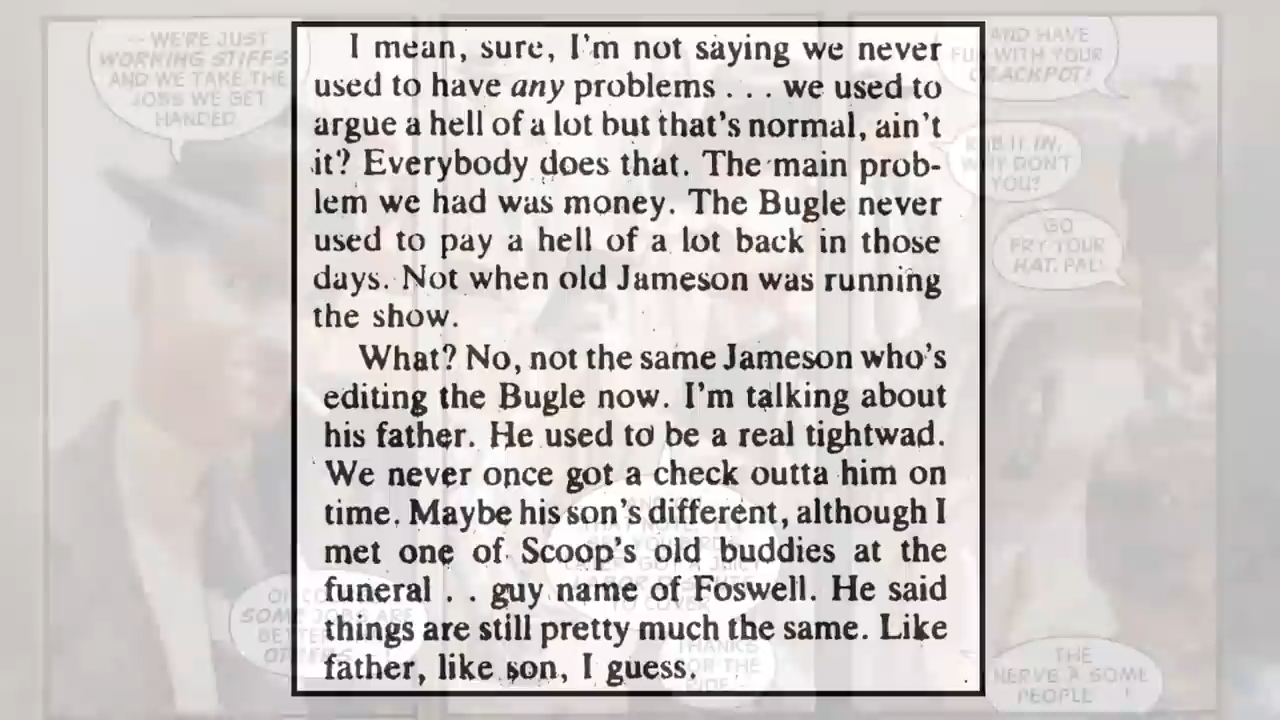 I mean, sure, I'm not saying we never
used to have any problems . . . we used to
argue a hell of a lot but that's normal, ain't
it? Everybody does that. The main prob-
lem we had was money. The Bugle never
used to pay a hell of a lot back in those
days. Not when old Jameson was running
the show.
What? No, not the same Jameson who's
editing the Bugle now. I'm talking about
his father. He used to be a real tightwad.
We never once got a check outta him on
time. Maybe his son's different, although I
met one of Scoop's old buddies at the
funeral . . guy name of Foswell. He said
things are still pretty much the same. Like
father, like son, I guess.
-- WE'RE JUST
WORKING STIFFS
AND WE TAKE THE
JOBS WE GET
HANDED.
AND HAVE
FUN WITH YOUR
CRACKPOT!
RUB IT IN,
WHY DON'T
YOU?
GO
FRY YOUR
HAT, PAL!
SOME JOBS ARE
THANKS
FOR THE
RIDE
THE
NERVE A SOME
PEOPLE !